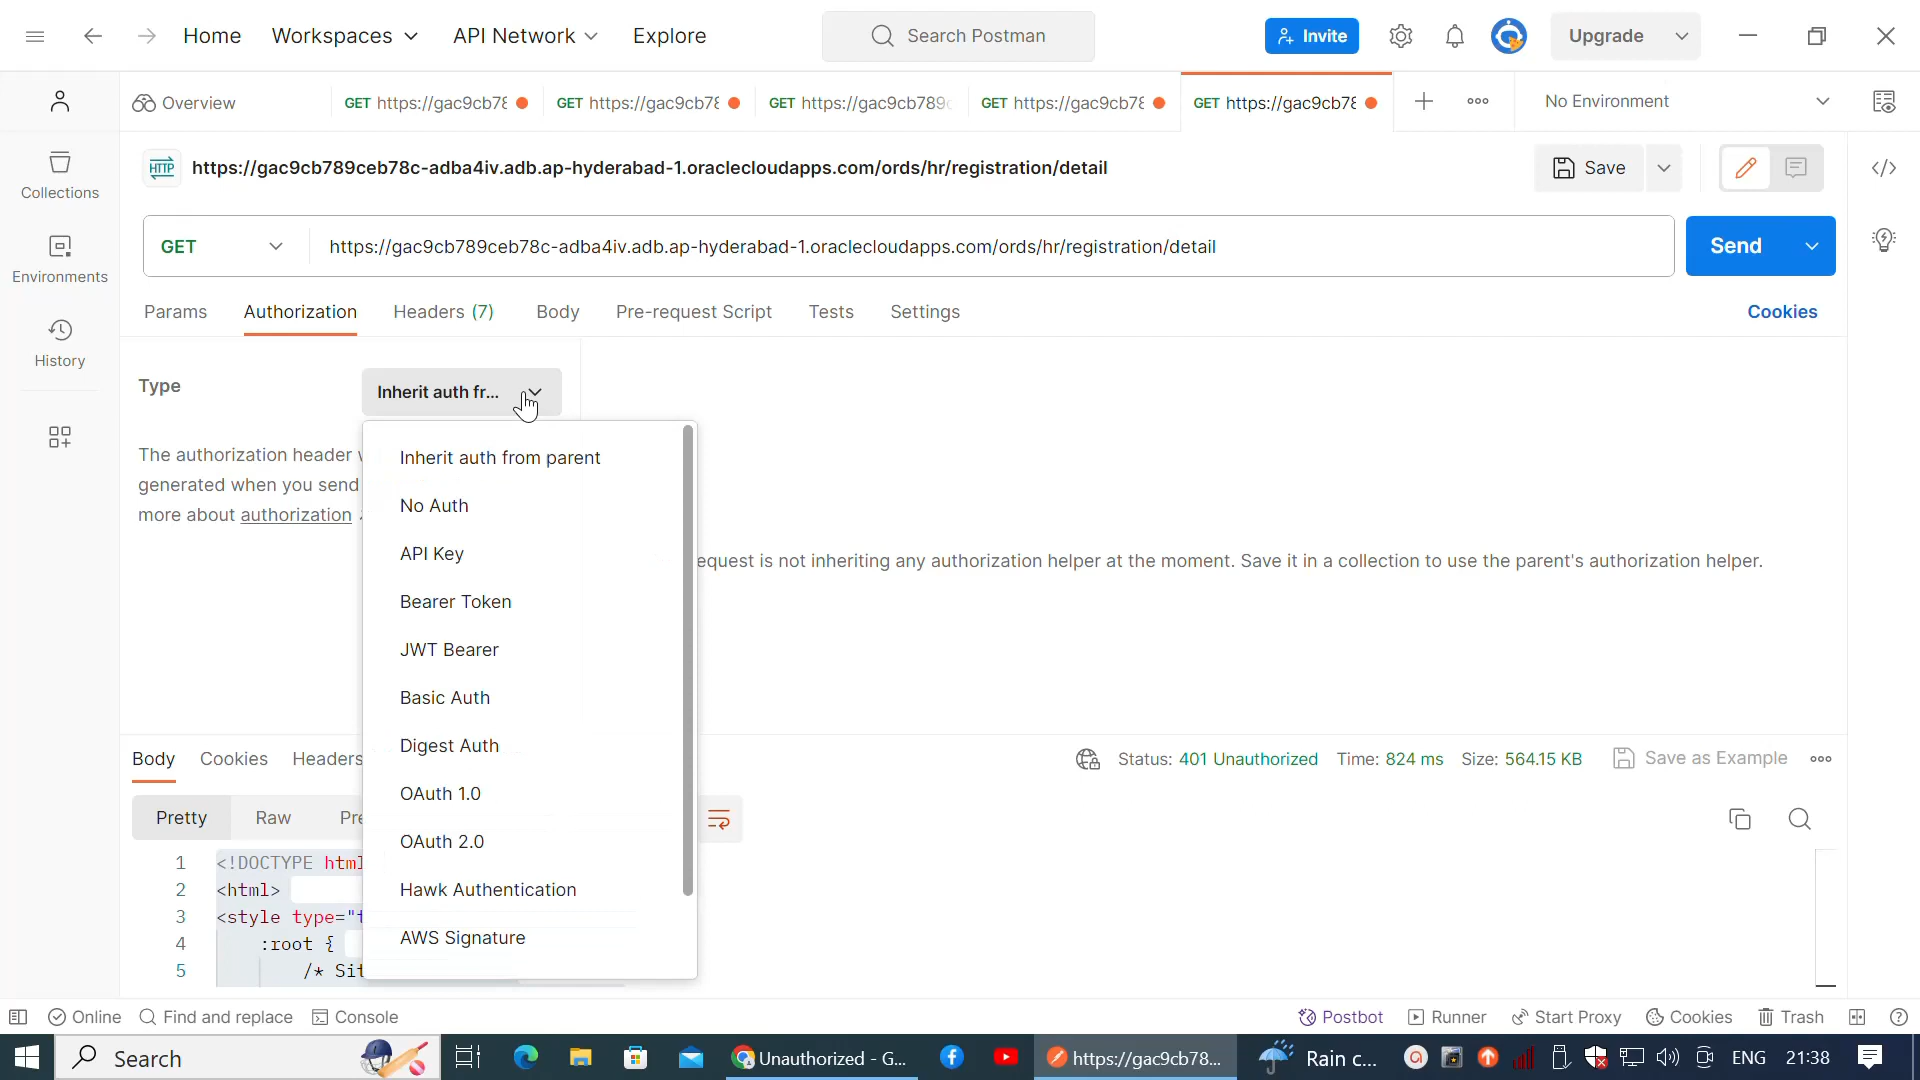 Home
Workspaces
API Network
Explore
Search Postman
Invite
Upgrade
Overview
GET https://gac9cb78
GET https://gac9cb78
GET https://gac9cb789c
GET https://gac9cb78
GET https://gac9cb78
No Environment
HTTP
https://gac9cb789ceb78c-adba4iv.adb.ap-hyderabad-1.oraclecloudapps.com/ords/hr/registration/detail
Save
Collections
Environments
History
GET
https://gac9cb789ceb78c-adba4iv.adb.ap-hyderabad-1.oraclecloudapps.com/ords/hr/registration/detail
Send
Params
Authorization
Headers (7)
Body
Pre-request Script
Tests
Settings
Cookies
Type
Inherit auth fr...
The authorization header
generated when you send
more about authorization
Inherit auth from parent
No Auth
API Key
Bearer Token
JWT Bearer
Basic Auth
Digest Auth
OAuth 1.0
OAuth 2.0
Hawk Authentication
AWS Signature
equest is not inheriting any authorization helper at the moment. Save it in a collection to use the parent's authorization helper.
Body
Cookies
Headers
Status: 401 Unauthorized
Time: 824 ms
Size: 564.15 KB
Save as Example
Pretty
Raw
Pre
1 <!DOCTYPE html
2 <html>
3 <style type="t
4 :root {
5 /* Sit
Online
Find and replace
Console
Postbot
Runner
Start Proxy
Cookies
Trash
Search
Unauthorized - G...
https://gac9cb78...
Rain c...
ENG
21:38